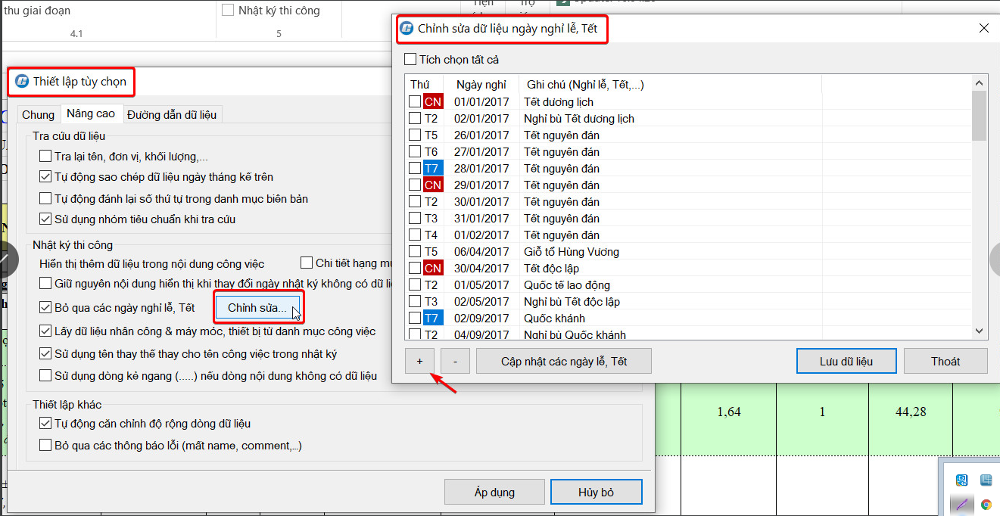 thu giai đoạn
4.1
Nhật ký thi công
5
Thiết lập tùy chọn
Chung
Nâng cao
Đường dẫn dữ liệu
Tra cứu dữ liệu
Tra lại tên, đơn vị, khối lượng,...
Tự động sao chép dữ liệu ngày tháng kế trên
Tự động đánh lại số thứ tự trong danh mục biên bản
Sử dụng nhóm tiêu chuẩn khi tra cứu
Nhật ký thi công
Hiển thị thêm dữ liệu trong nội dung công việc
Chi tiết hạng
Giữ nguyên nội dung hiển thị khi thay đổi ngày nhật ký không có dữ
Bỏ qua các ngày nghỉ lễ, Tết
Chỉnh sửa...
Lấy dữ liệu nhân công & máy móc, thiết bị từ danh mục công việc
Sử dụng tên thay thế thay cho tên công việc trong nhật ký
Sử dụng dòng kẻ ngang (.....) nếu dòng nội dung không có dữ liệu
Thiết lập khác
Tự động căn chỉnh độ rộng dòng dữ liệu
Bỏ qua các thông báo lỗi (mất name, comment,...)
Áp dụng
Hủy bỏ
Chỉnh sửa dữ liệu ngày nghỉ lễ, Tết
Tích chọn tất cả
Thứ Ngày nghỉ Ghi chú (Nghỉ lễ, Tết,...)
CN 01/01/2017 Tết dương lịch
T2 02/01/2017 Nghỉ bù Tết dương lịch
T5 26/01/2017 Tết nguyên đán
T6 27/01/2017 Tết nguyên đán
T7 28/01/2017 Tết nguyên đán
CN 29/01/2017 Tết nguyên đán
T2 30/01/2017 Tết nguyên đán
T3 31/01/2017 Tết nguyên đán
T4 01/02/2017 Tết nguyên đán
T5 06/04/2017 Giỗ tổ Hùng Vương
CN 30/04/2017 Tết độc lập
T2 01/05/2017 Quốc tế lao động
T3 02/05/2017 Nghỉ bù Tết độc lập
T7 02/09/2017 Quốc khánh
T2 04/09/2017 Nghỉ bù Quốc khánh
+
-
Cập nhật các ngày lễ, Tết
Lưu dữ liệu
Thoát
1,64
1
44,28